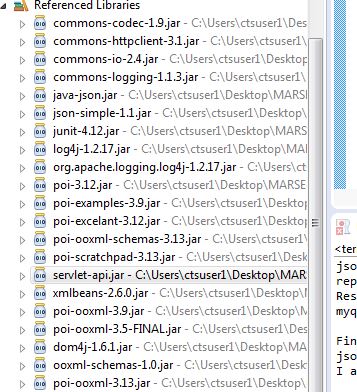 Referenced Libraries
commons-codec-1.9.jar - C:\Users\ctsuser1\Des
commons-httpclient-3.1.jar - C:\Users\ctsuser1
commons-io-2.4.jar - C:\Users\ctsuser1\Deskto
commons-logging-1.1.3.jar - C:\Users\ctsuser1\
java-json.jar - C:\Users\ctsuser1\Desktop\MARS
json-simple-1.1.jar - C:\Users\ctsuser1\Desktop
junit-4.12.jar - C:\Users\ctsuser1\Desktop\MARS
log4j-1.2.17.jar - C:\Users\ctsuser1\Desktop\MA
org.apache.logging.log4j-1.2.17.jar - C:\Users\ct
poi-3.12.jar - C:\Users\ctsuser1\Desktop\MARSE
poi-examples-3.9.jar - C:\Users\ctsuser1\Deskto
poi-excelant-3.12.jar - C:\Users\ctsuser1\Deskto
poi-ooxml-schemas-3.13.jar - C:\Users\ctsuser1
poi-scratchpad-3.13.jar - C:\Users\ctsuser1\Des
servlet-api.jar - C:\Users\ctsuser1\Desktop\MAR
xmlbeans-2.6.0.jar - C:\Users\ctsuser1\Desktop\
poi-ooxml-3.9.jar - C:\Users\ctsuser1\Desktop\
poi-ooxml-3.5-FINAL.jar - C:\Users\ctsuser1\De
dom4j-1.6.1.jar - C:\Users\ctsuser1\Desktop\MA
ooxml-schemas-1.0.jar - C:\Users\ctsuser1\Desk
poi-ooxml-3.13.jar - C:\Users\ctsuser1\Desktop
<ter
jso
rep
Res
myq
Fin
jso
I a